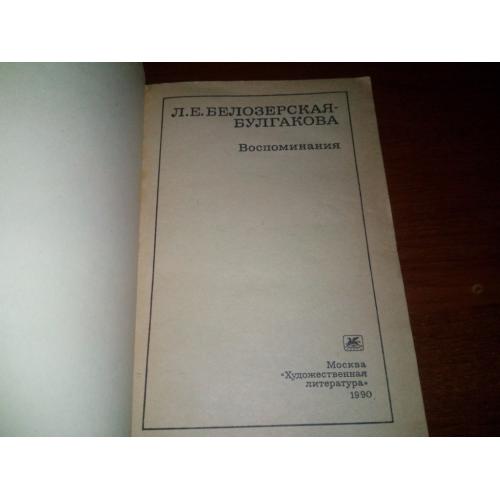 Л.Е.БЕЛОЗЕРСКАЯ-
БУЛГАКОВА
Воспоминания
Москва
«Художественная
литература»
1990